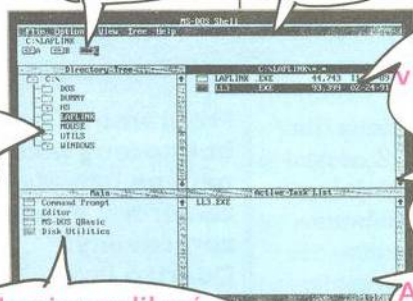 MS-DOS Shell
File Options View Tree Help
C:\LAPLINK
A B
Directory Tree
C:\LAPLINK\*.*
C:\
DOS
DUMMY
LAPLINK
MOUSE
UTILS
WINDOWS
LAPLINK .EXE 44,743
LL3 .EXE 93,399 02-24-91
V
Main
Active Task List
Command Prompt
Editor
MS-DOS QBasic
Disk Utilities
LL3.EXE
A